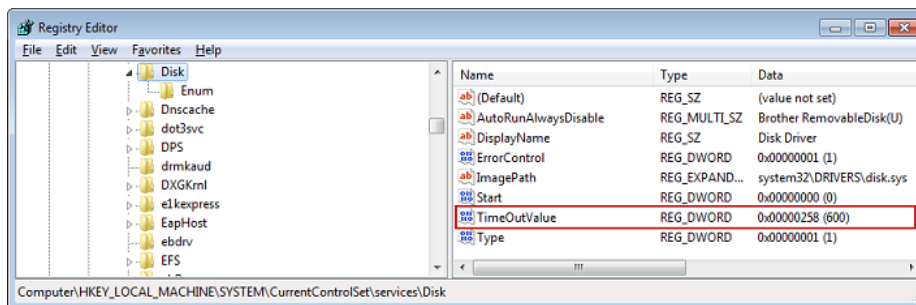 Registry Editor
File Edit View Favorites Help
Disk
Enum
Dnscache
dot3svc
DPS
drmkaud
DXGKrnl
e1kexpress
EapHost
ebdrv
EFS
Name Type Data
(Default) REG_SZ (value not set)
AutoRunAlwaysDisable REG_MULTI_SZ Brother RemovableDisk(U)
DisplayName REG_SZ Disk Driver
ErrorControl REG_DWORD 0x00000001 (1)
ImagePath REG_EXPAND... system32\DRIVERS\disk.sys
Start REG_DWORD 0x00000000 (0)
TimeOutValue REG_DWORD 0x00000258 (600)
Type REG_DWORD 0x00000001 (1)
Computer\HKEY_LOCAL_MACHINE\SYSTEM\CurrentControlSet\services\Disk